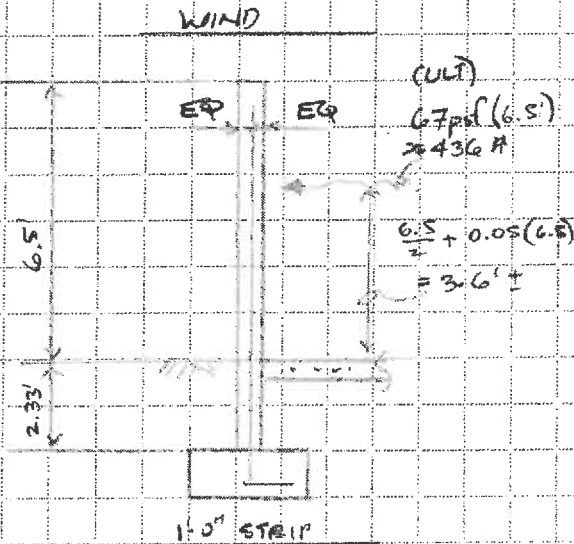 WIND
(ULT)
EQ EQ
67psf (6.5')
≈ 436 #
6.5'
6.5/2 + 0.05(6.5)
= 3.6' ±
2.33'
1'-0" STRIP